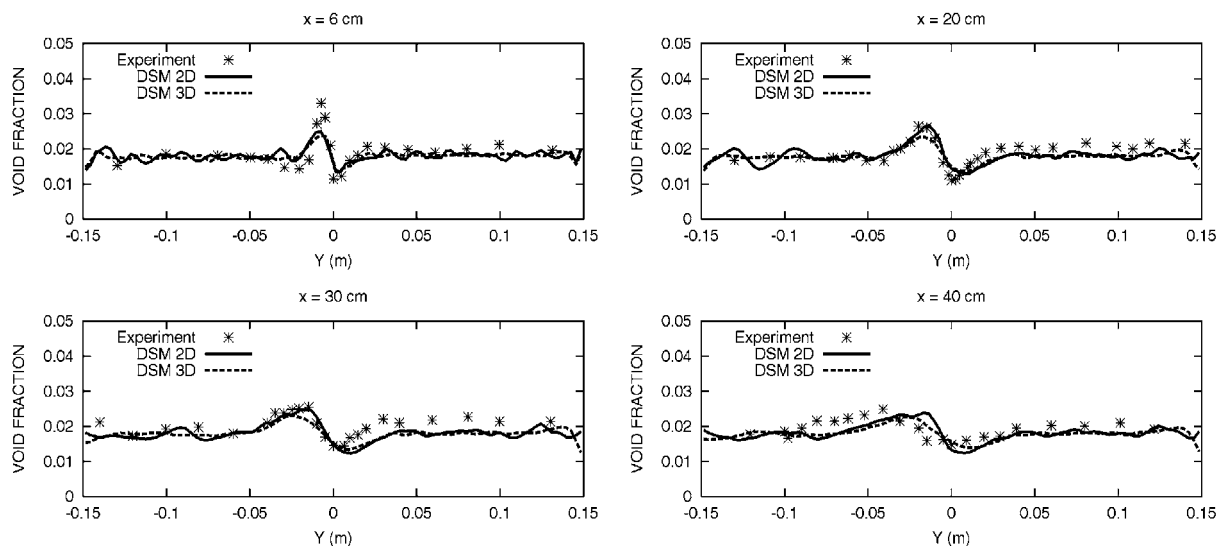 x = 6 cm
0.05
0.04
0.03
0.02
0.01
0
VOID FRACTION
Experiment
DSM 2D
DSM 3D
-0.15 -0.1 -0.05 0 0.05 0.1 0.15
Y (m)
x = 20 cm
0.05
0.04
0.03
0.02
0.01
0
VOID FRACTION
Experiment
DSM 2D
DSM 3D
-0.15 -0.1 -0.05 0 0.05 0.1 0.15
Y (m)
x = 30 cm
0.05
0.04
0.03
0.02
0.01
0
VOID FRACTION
Experiment
DSM 2D
DSM 3D
-0.15 -0.1 -0.05 0 0.05 0.1 0.15
Y (m)
x = 40 cm
0.05
0.04
0.03
0.02
0.01
0
VOID FRACTION
Experiment
DSM 2D
DSM 3D
-0.15 -0.1 -0.05 0 0.05 0.1 0.15
Y (m)